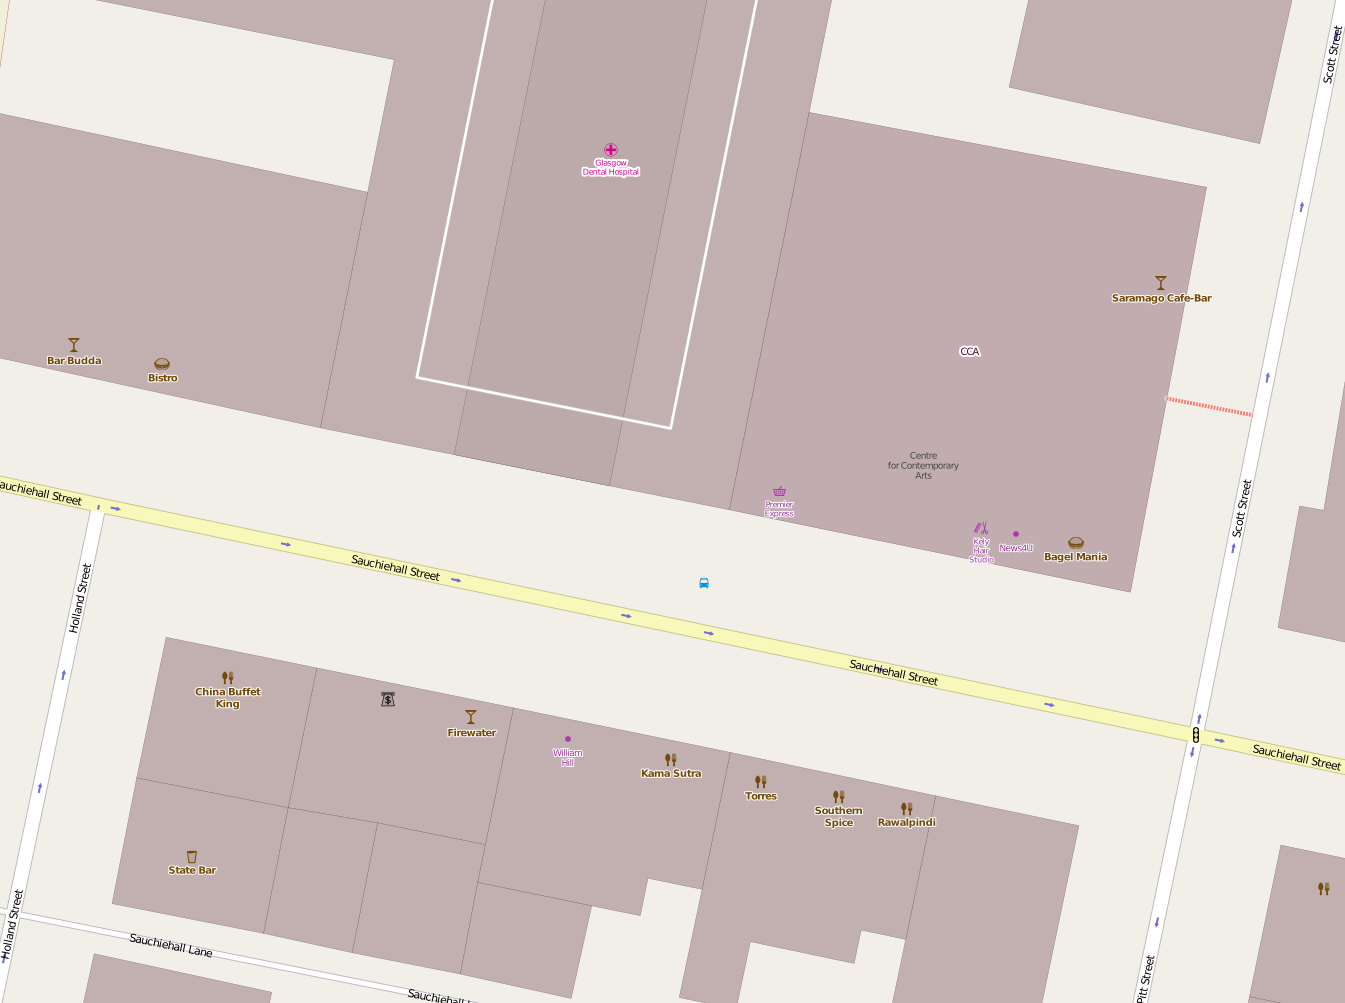 Scott Street
Glasgow
Dental Hospital
Saramago Cafe-Bar
Bar Budda
Bistro
CCA
Centre
for Contemporary
Arts
auchiehall Street
Premier
Express
Kely
Hair
Studio
News4U
Bagel Mania
Scott Street
Sauchiehall Street
Holland Street
Sauchiehall Street
China Buffet
King
$
Firewater
William
Hill
Kama Sutra
Torres
Southern
Spice
Rawalpindi
Sauchiehall Street
State Bar
Holland Street
Sauchiehall Lane
Sauchiehall
Pitt Street